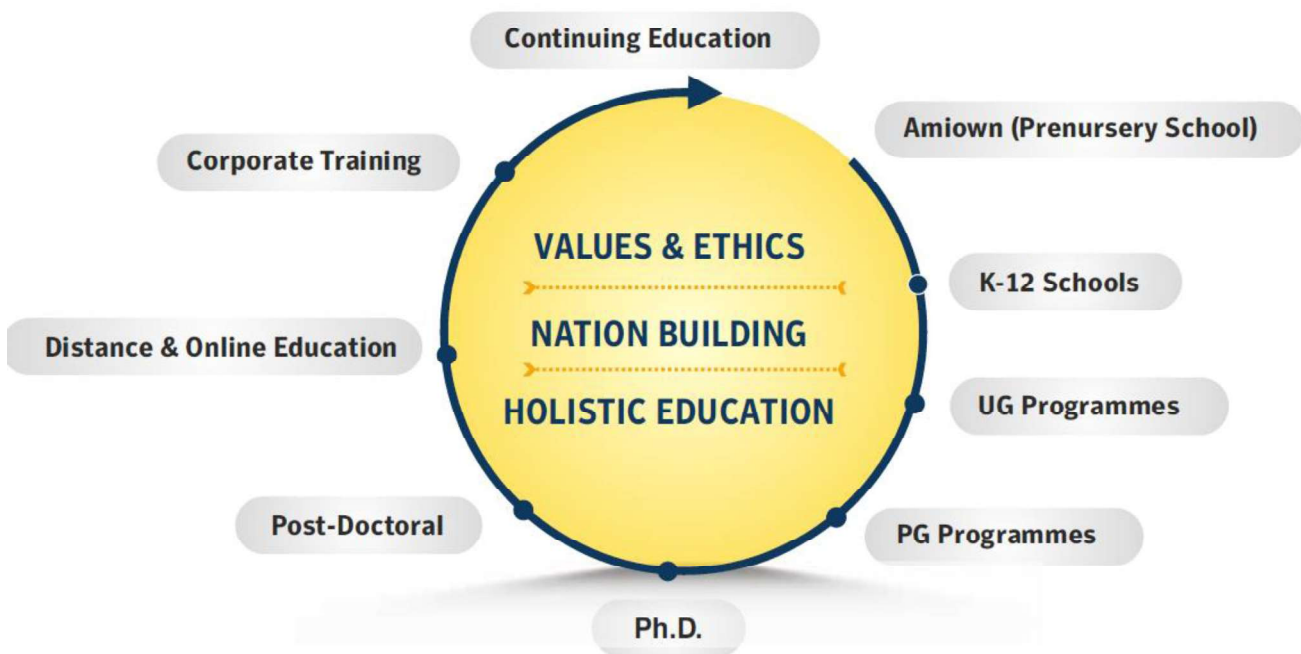 Continuing Education
Amiown (Prenursery School)
Corporate Training
VALUES & ETHICS
K-12 Schools
NATION BUILDING
Distance & Online Education
UG Programmes
HOLISTIC EDUCATION
Post-Doctoral
PG Programmes
Ph.D.